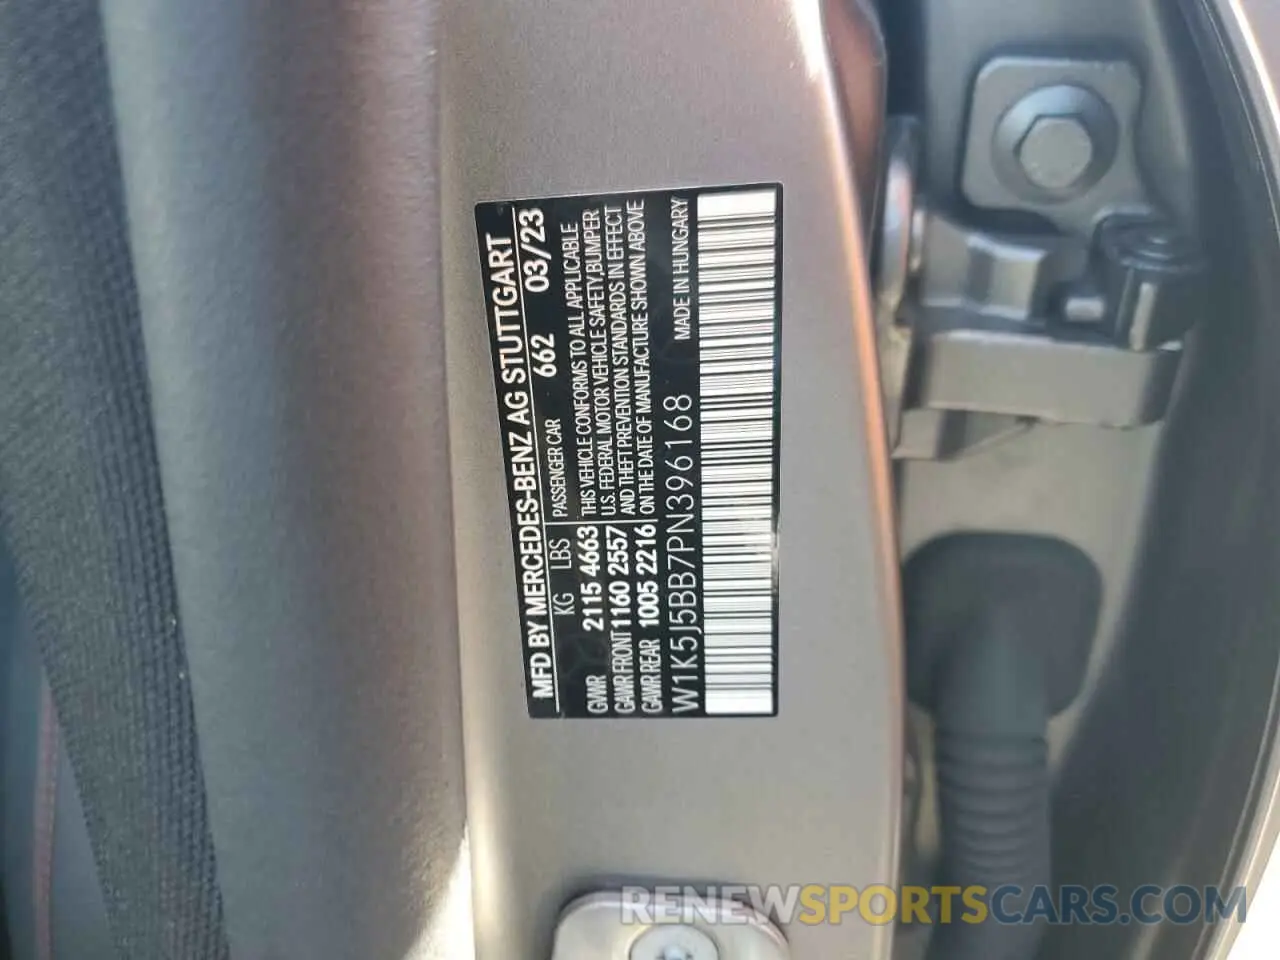 MFD BY MERCEDES-BENZ AG STUTTGART
KG LBS PASSENGER CAR 662 03/23
GVWR 2115 4663 THIS VEHICLE CONFORMS TO ALL APPLICABLE
GAWR FRONT 1160 2557 U.S. FEDERAL MOTOR VEHICLE SAFETY, BUMPER
AND THEFT PREVENTION STANDARDS IN EFFECT
GAWR REAR 1005 2216 ON THE DATE OF MANUFACTURE SHOWN ABOVE
W1K5J5BB7PN396168 MADE IN HUNGARY
RENEWSPORTSCARS.COM